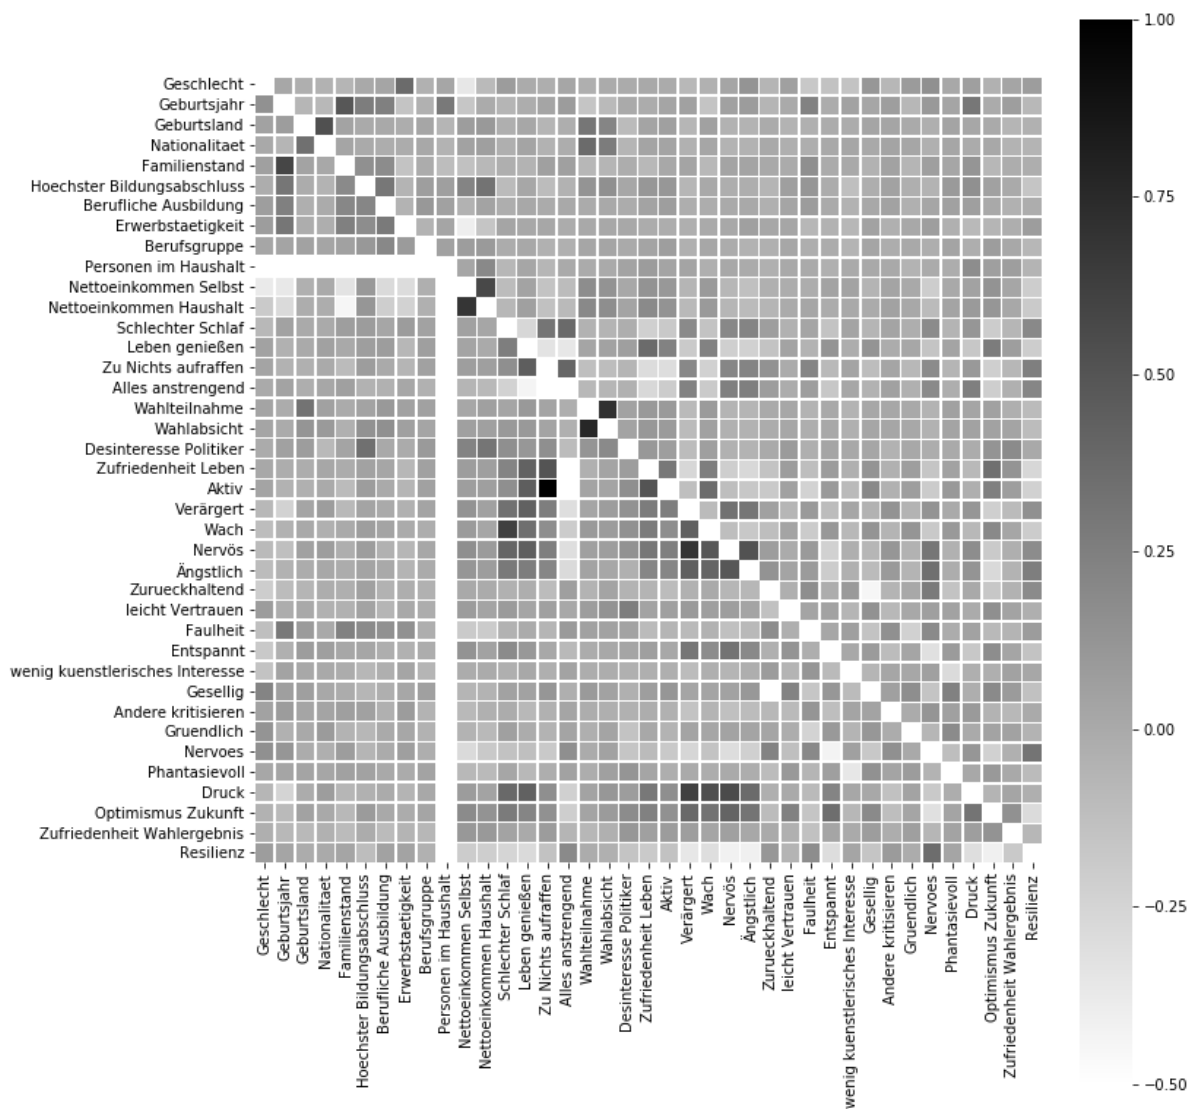 Geschlecht
Geburtsjahr
Geburtsland
Nationalitaet
Familienstand
Hoechster Bildungsabschluss
Berufliche Ausbildung
Erwerbstaetigkeit
Berufsgruppe
Personen im Haushalt
Nettoeinkommen Selbst
Nettoeinkommen Haushalt
Schlechter Schlaf
Leben genießen
Zu Nichts aufraffen
Alles anstrengend
Wahlteilnahme
Wahlabsicht
Desinteresse Politiker
Zufriedenheit Leben
Aktiv
Verärgert
Wach
Nervös
Ängstlich
Zurueckhaltend
leicht Vertrauen
Faulheit
Entspannt
wenig kuenstlerisches Interesse
Gesellig
Andere kritisieren
Gruendlich
Nervoes
Phantasievoll
Druck
Optimismus Zukunft
Zufriedenheit Wahlergebnis
Resilienz
Geschlecht
Geburtsjahr
Geburtsland
Nationalitaet
Familienstand
Hoechster Bildungsabschluss
Berufliche Ausbildung
Erwerbstaetigkeit
Berufsgruppe
Personen im Haushalt
Nettoeinkommen Selbst
Nettoeinkommen Haushalt
Schlechter Schlaf
Leben genießen
Zu Nichts aufraffen
Alles anstrengend
Wahlteilnahme
Wahlabsicht
Desinteresse Politiker
Zufriedenheit Leben
Aktiv
Verärgert
Wach
Nervös
Ängstlich
Zurueckhaltend
leicht Vertrauen
Faulheit
Entspannt
wenig kuenstlerisches Interesse
Gesellig
Andere kritisieren
Gruendlich
Nervoes
Phantasievoll
Druck
Optimismus Zukunft
Zufriedenheit Wahlergebnis
Resilienz
1.00
0.75
0.50
0.25
0.00
−0.25
−0.50